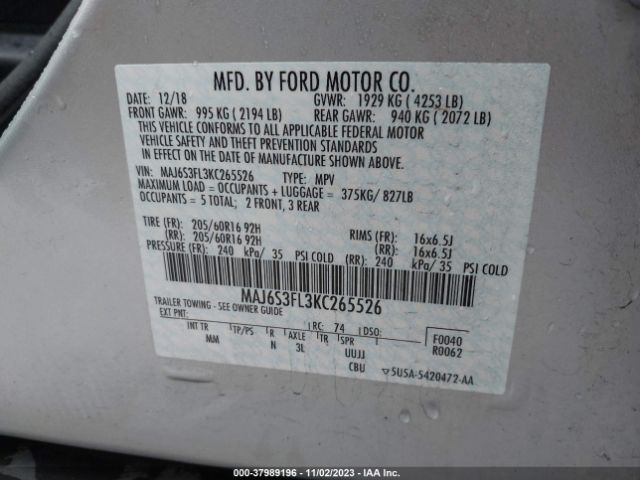 MFD. BY FORD MOTOR CO.
DATE: 12/18 GVWR: 1929 KG ( 4253 LB)
FRONT GAWR: 995 KG ( 2194 LB) REAR GAWR: 940 KG ( 2072 LB)
THIS VEHICLE CONFORMS TO ALL APPLICABLE FEDERAL MOTOR
VEHICLE SAFETY AND THEFT PREVENTION STANDARDS
IN EFFECT ON THE DATE OF MANUFACTURE SHOWN ABOVE.
VIN: MAJ6S3FL3KC265526 TYPE: MPV
MAXIMUM LOAD = OCCUPANTS + LUGGAGE = 375KG/ 827LB
OCCUPANTS = 5 TOTAL; 2 FRONT, 3 REAR
TIRE (FR): 205/60R16 92H RIMS (FR): 16x6.5J
(RR): 205/60R16 92H (RR): 16x6.5J
PRESSURE (FR): 240 kPa/ 35 PSI COLD (RR): 240 kPa/ 35 PSI COLD
MAJ6S3FL3KC265526
TRAILER TOWING - SEE OWNER GUIDE
EXT PNT: RC: 74 DSO: F0040
INT TR TP/PS R AXLE TR SPR R0062
MM N 3L UUJJ
CBU 5USA-5420472-AA
000-37989196 - 11/02/2023 - IAA Inc.